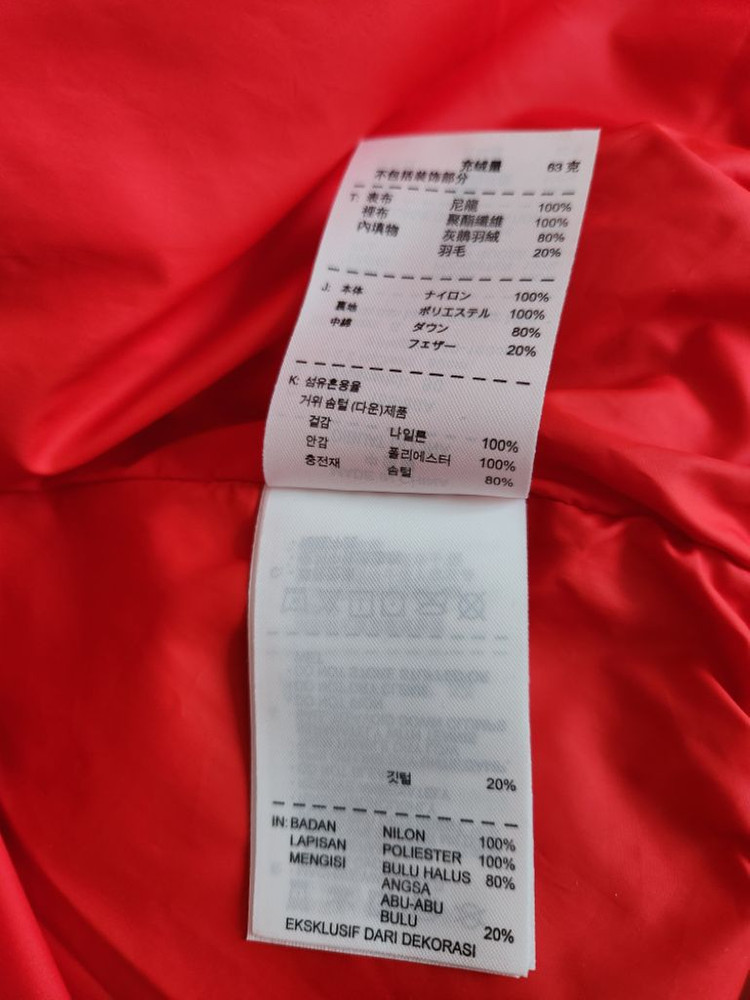 充绒量 63 克
不包括装饰部分
T: 表布 尼龍 100%
裡布 聚酯纖維 100%
內填物 灰鵝羽絨 80%
羽毛 20%
J: 本体 ナイロン 100%
裏地 ポリエステル 100%
中綿 ダウン 80%
フェザー 20%
K: 섬유혼용율
거위 솜털 (다운)제품
겉감 나일론 100%
안감 폴리에스터 100%
충전재 솜털 80%
깃털 20%
IN: BADAN NILON 100%
LAPISAN POLIESTER 100%
MENGISI BULU HALUS 80%
ANGSA
ABU-ABU
BULU 20%
EKSKLUSIF DARI DEKORASI